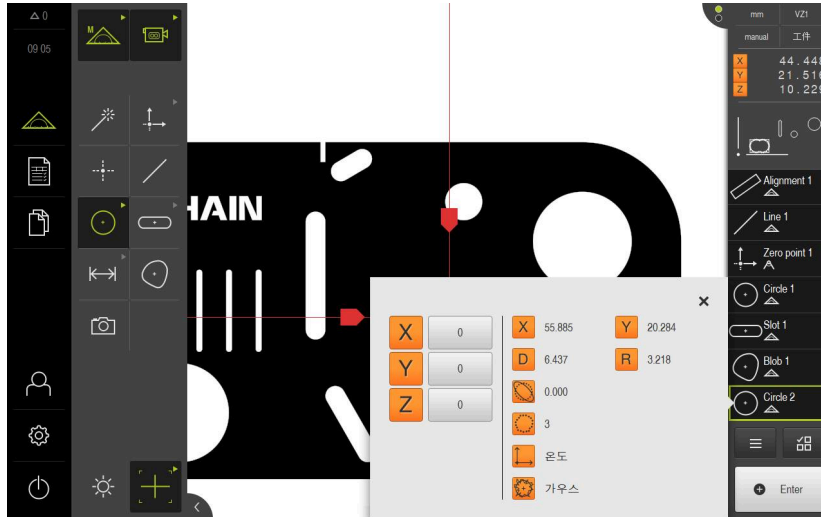 0
09 05
M
HAIN
mm VZ1
manual 工件
X 44.448
Y 21.516
Z 10.229
Alignment 1
Line 1
Zero point 1
Circle 1
Slot 1
Blob 1
Circle 2
X 0
Y 0
Z 0
X 55.885 Y 20.284
D 6.437 R 3.218
0.000
3
온도
가우스
Enter